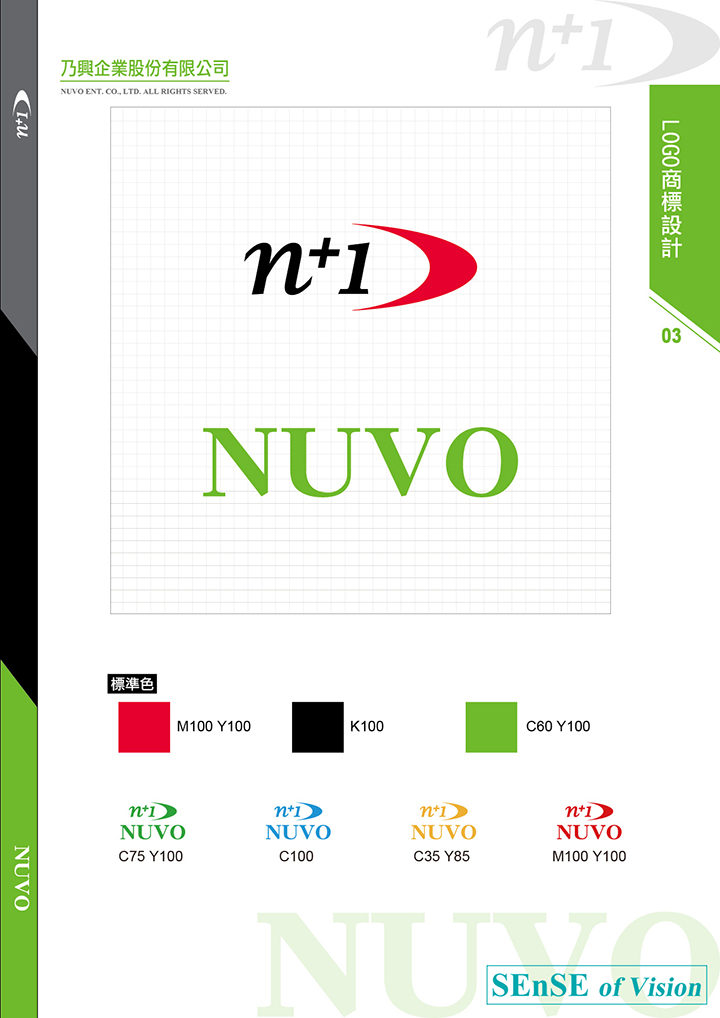 n+1
乃興企業股份有限公司
NUVO ENT. CO., LTD. ALL RIGHTS SERVED.
n+1
LOGO商標設計
03
n+1
NUVO
標準色
M100 Y100
K100
C60 Y100
n+1
NUVO
C75 Y100
n+1
NUVO
C100
n+1
NUVO
C35 Y85
n+1
NUVO
M100 Y100
NUVO
NUVO
SEnSE of Vision